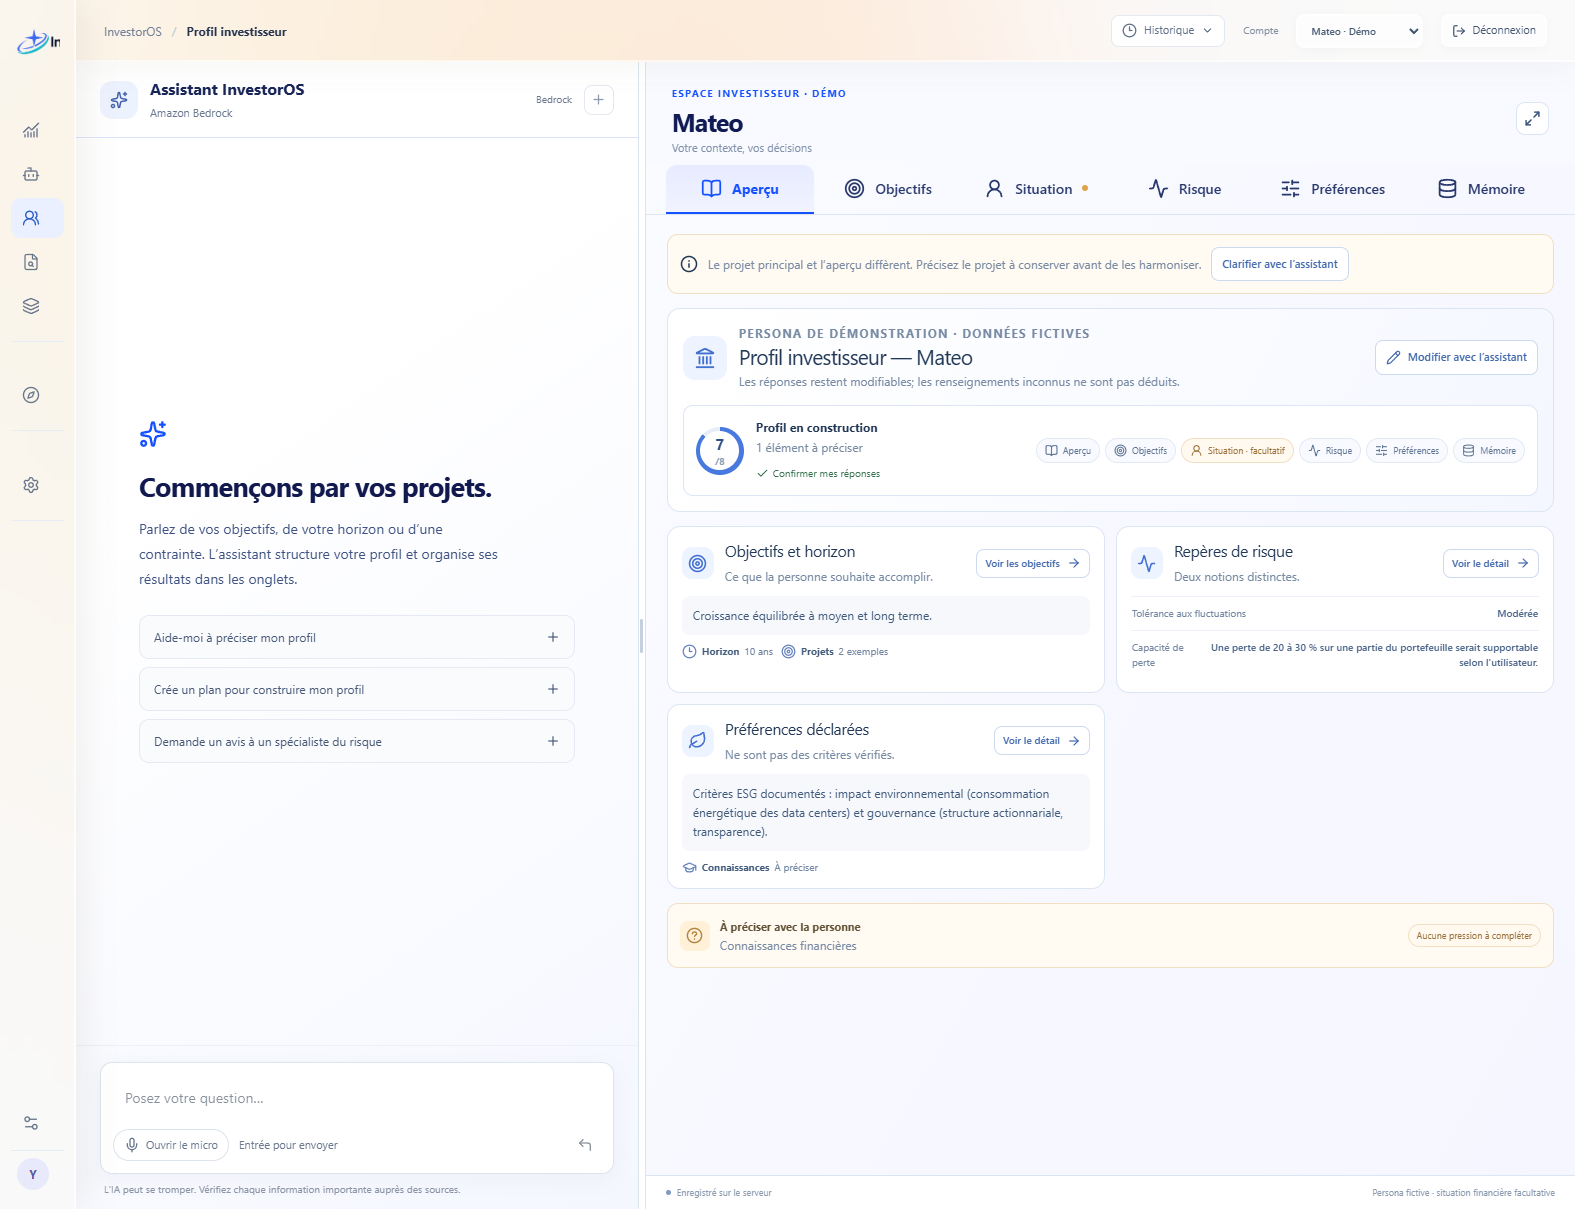 InvestorOS / Profil investisseur
Historique
Compte
Mateo · Démo
Déconnexion
Assistant InvestorOS
Amazon Bedrock
Bedrock
Commençons par vos projets.
Parlez de vos objectifs, de votre horizon ou d’une
contrainte. L’assistant structure votre profil et organise ses
résultats dans les onglets.
Aide-moi à préciser mon profil
Crée un plan pour construire mon profil
Demande un avis à un spécialiste du risque
Posez votre question…
Ouvrir le micro
Entrée pour envoyer
L’IA peut se tromper. Vérifiez chaque information importante auprès des sources.
Y
ESPACE INVESTISSEUR · DÉMO
Mateo
Votre contexte, vos décisions
Aperçu
Objectifs
Situation
Risque
Préférences
Mémoire
Le projet principal et l’aperçu diffèrent. Précisez le projet à conserver avant de les harmoniser.
Clarifier avec l’assistant
PERSONA DE DÉMONSTRATION · DONNÉES FICTIVES
Profil investisseur — Mateo
Les réponses restent modifiables; les renseignements inconnus ne sont pas déduits.
Modifier avec l’assistant
7
/8
Profil en construction
1 élément à préciser
Confirmer mes réponses
Aperçu
Objectifs
Situation · facultatif
Risque
Préférences
Mémoire
Objectifs et horizon
Ce que la personne souhaite accomplir.
Voir les objectifs
Croissance équilibrée à moyen et long terme.
Horizon 10 ans
Projets 2 exemples
Repères de risque
Deux notions distinctes.
Voir le détail
Tolérance aux fluctuations
Modérée
Capacité de
perte
Une perte de 20 à 30 % sur une partie du portefeuille serait supportable
selon l’utilisateur.
Préférences déclarées
Ne sont pas des critères vérifiés.
Voir le détail
Critères ESG documentés : impact environnemental (consommation
énergétique des data centers) et gouvernance (structure actionnariale,
transparence).
Connaissances À préciser
À préciser avec la personne
Connaissances financières
Aucune pression à compléter
Enregistré sur le serveur
Persona fictive · situation financière facultative